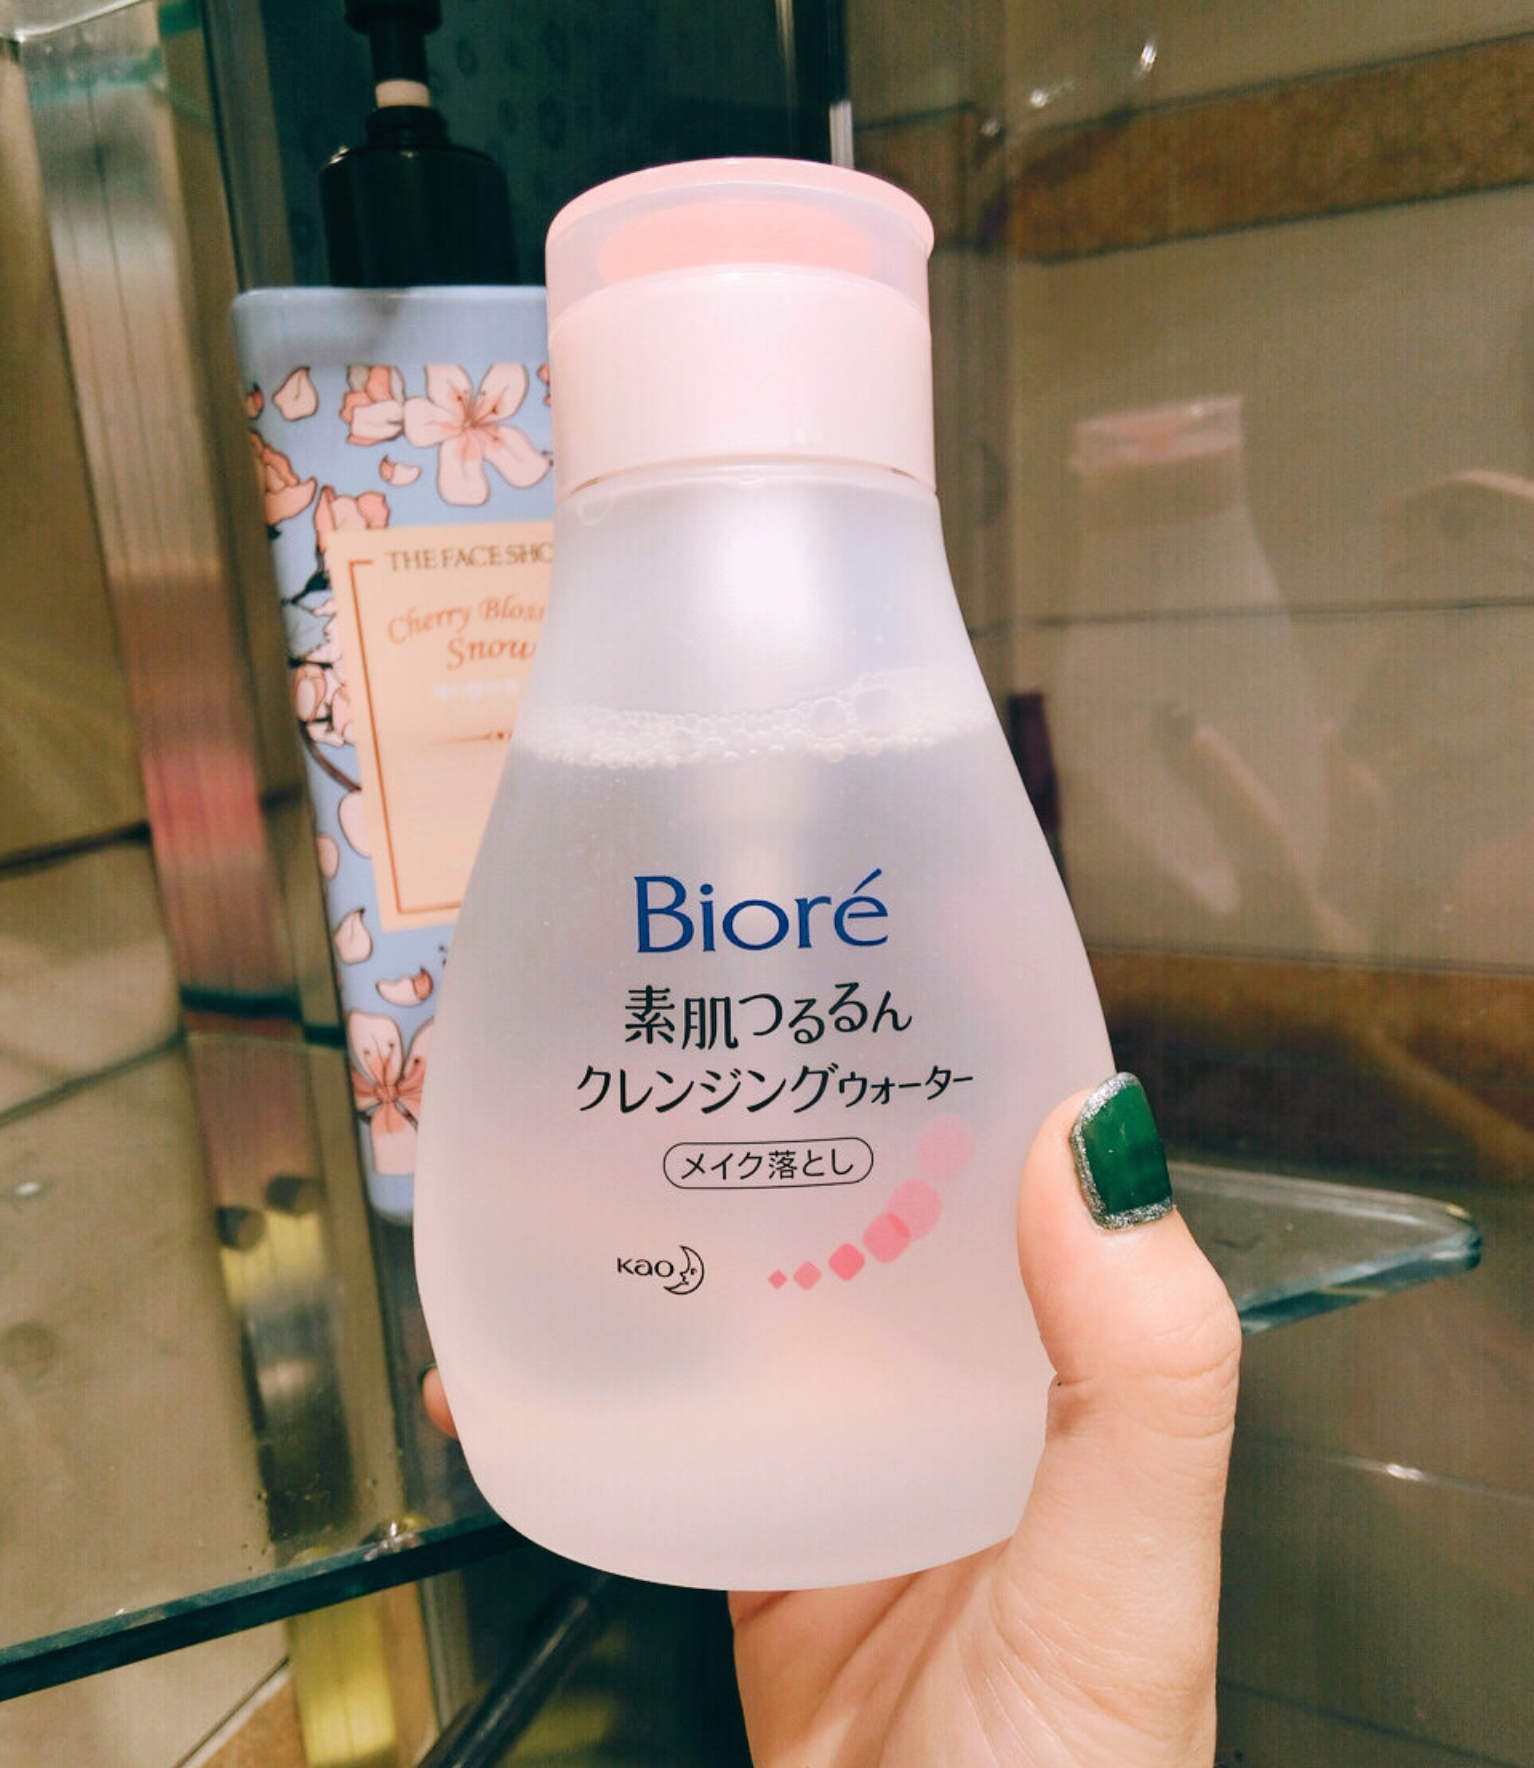 THE FACE SHO
Cherry Bloss
Snow
Bioré
素肌つるるん
クレンジングウォーター
メイク落とし
Kao